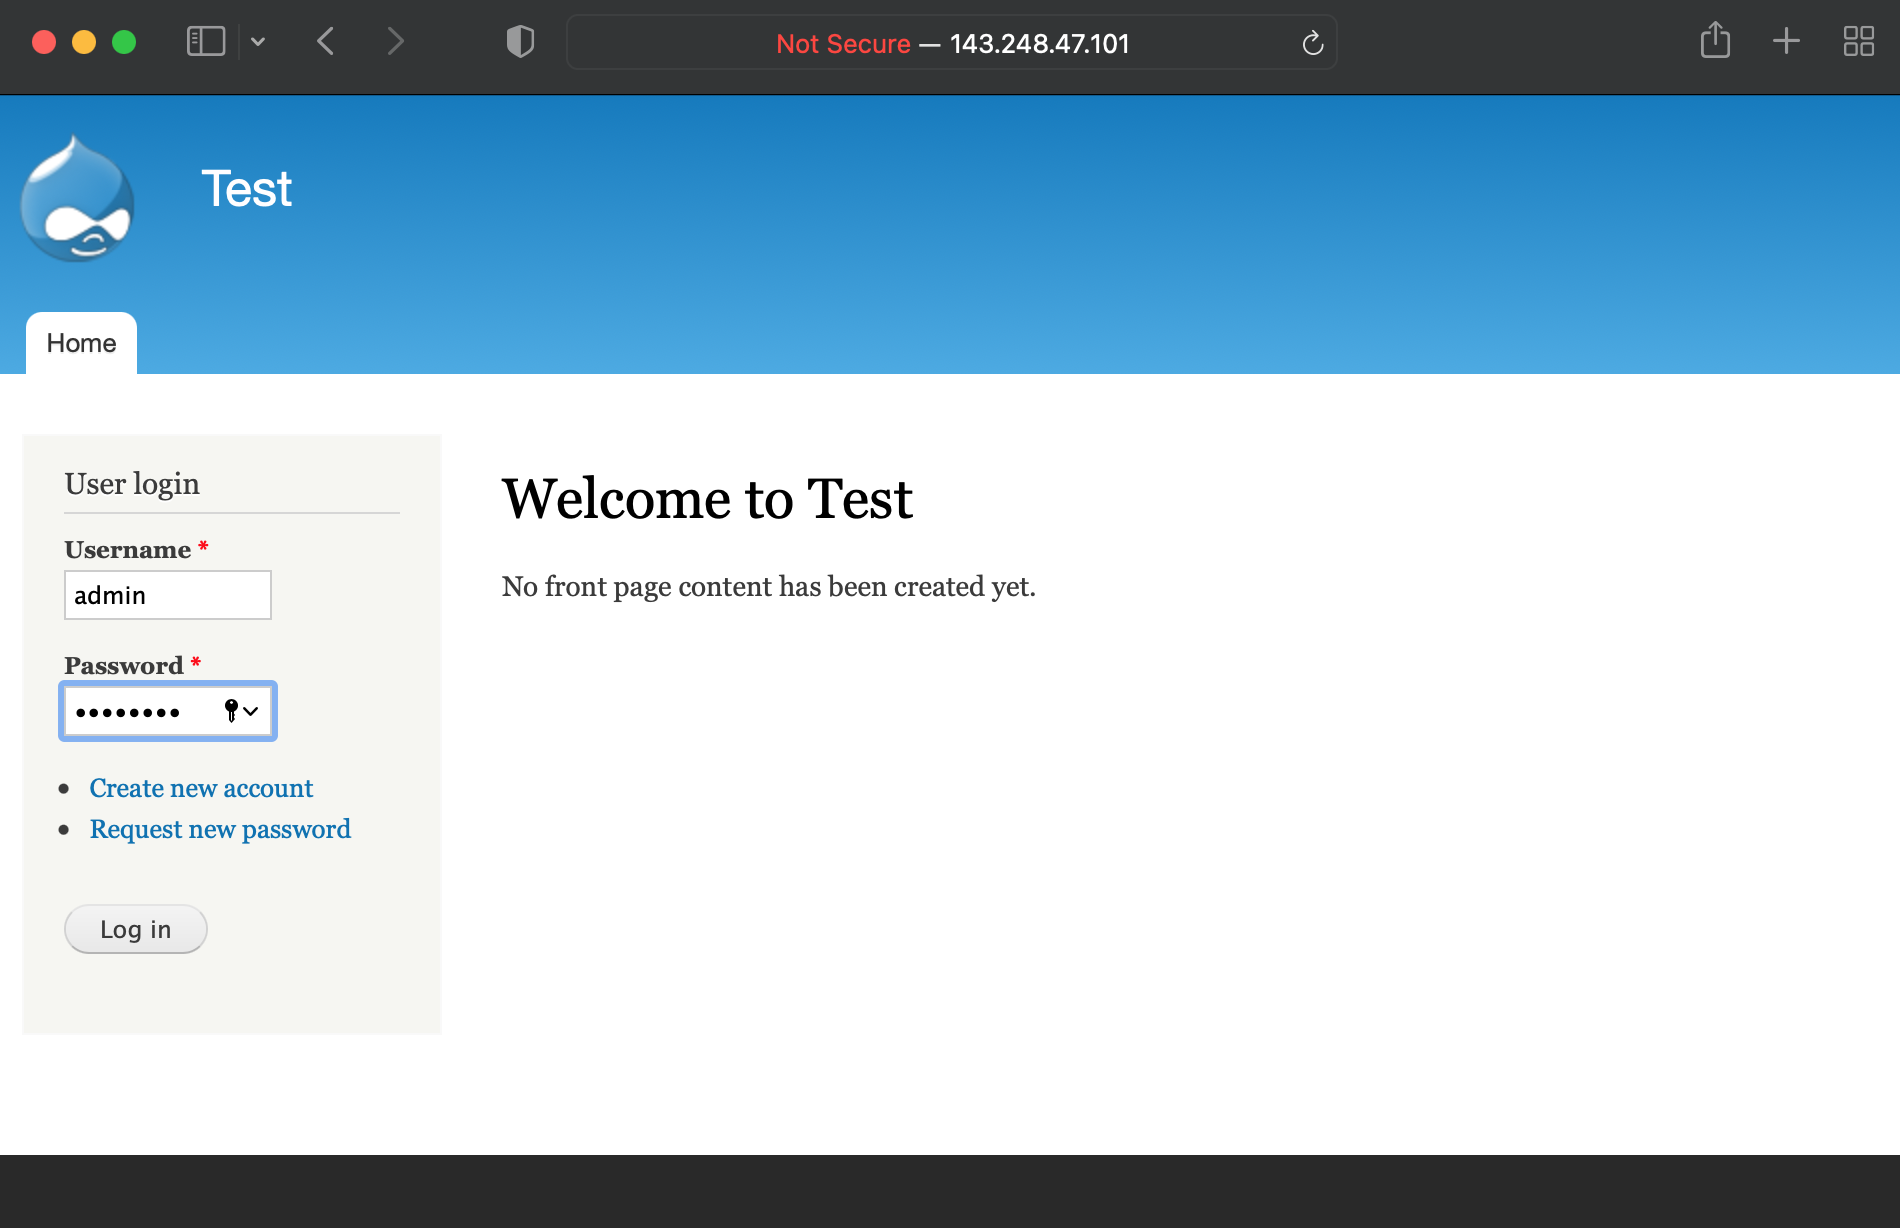 Not Secure — 143.248.47.101
Test
Home
User login
Username *
admin
Password *
••••••••
Create new account
Request new password
Log in
Welcome to Test
No front page content has been created yet.